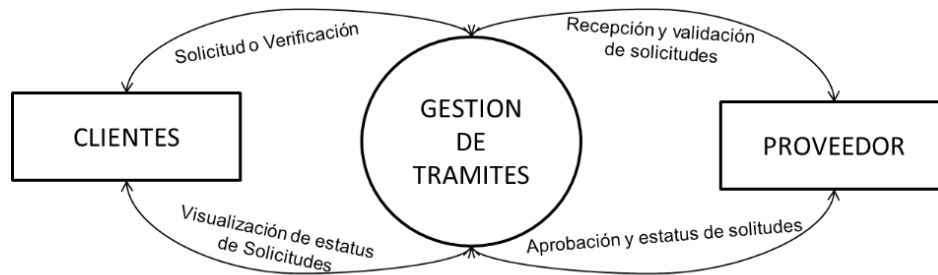 Solicitud o Verificación
Recepción y validación
de solicitudes
CLIENTES
GESTION
DE
TRAMITES
PROVEEDOR
Visualización de estatus
de Solicitudes
Aprobación y estatus de solitudes